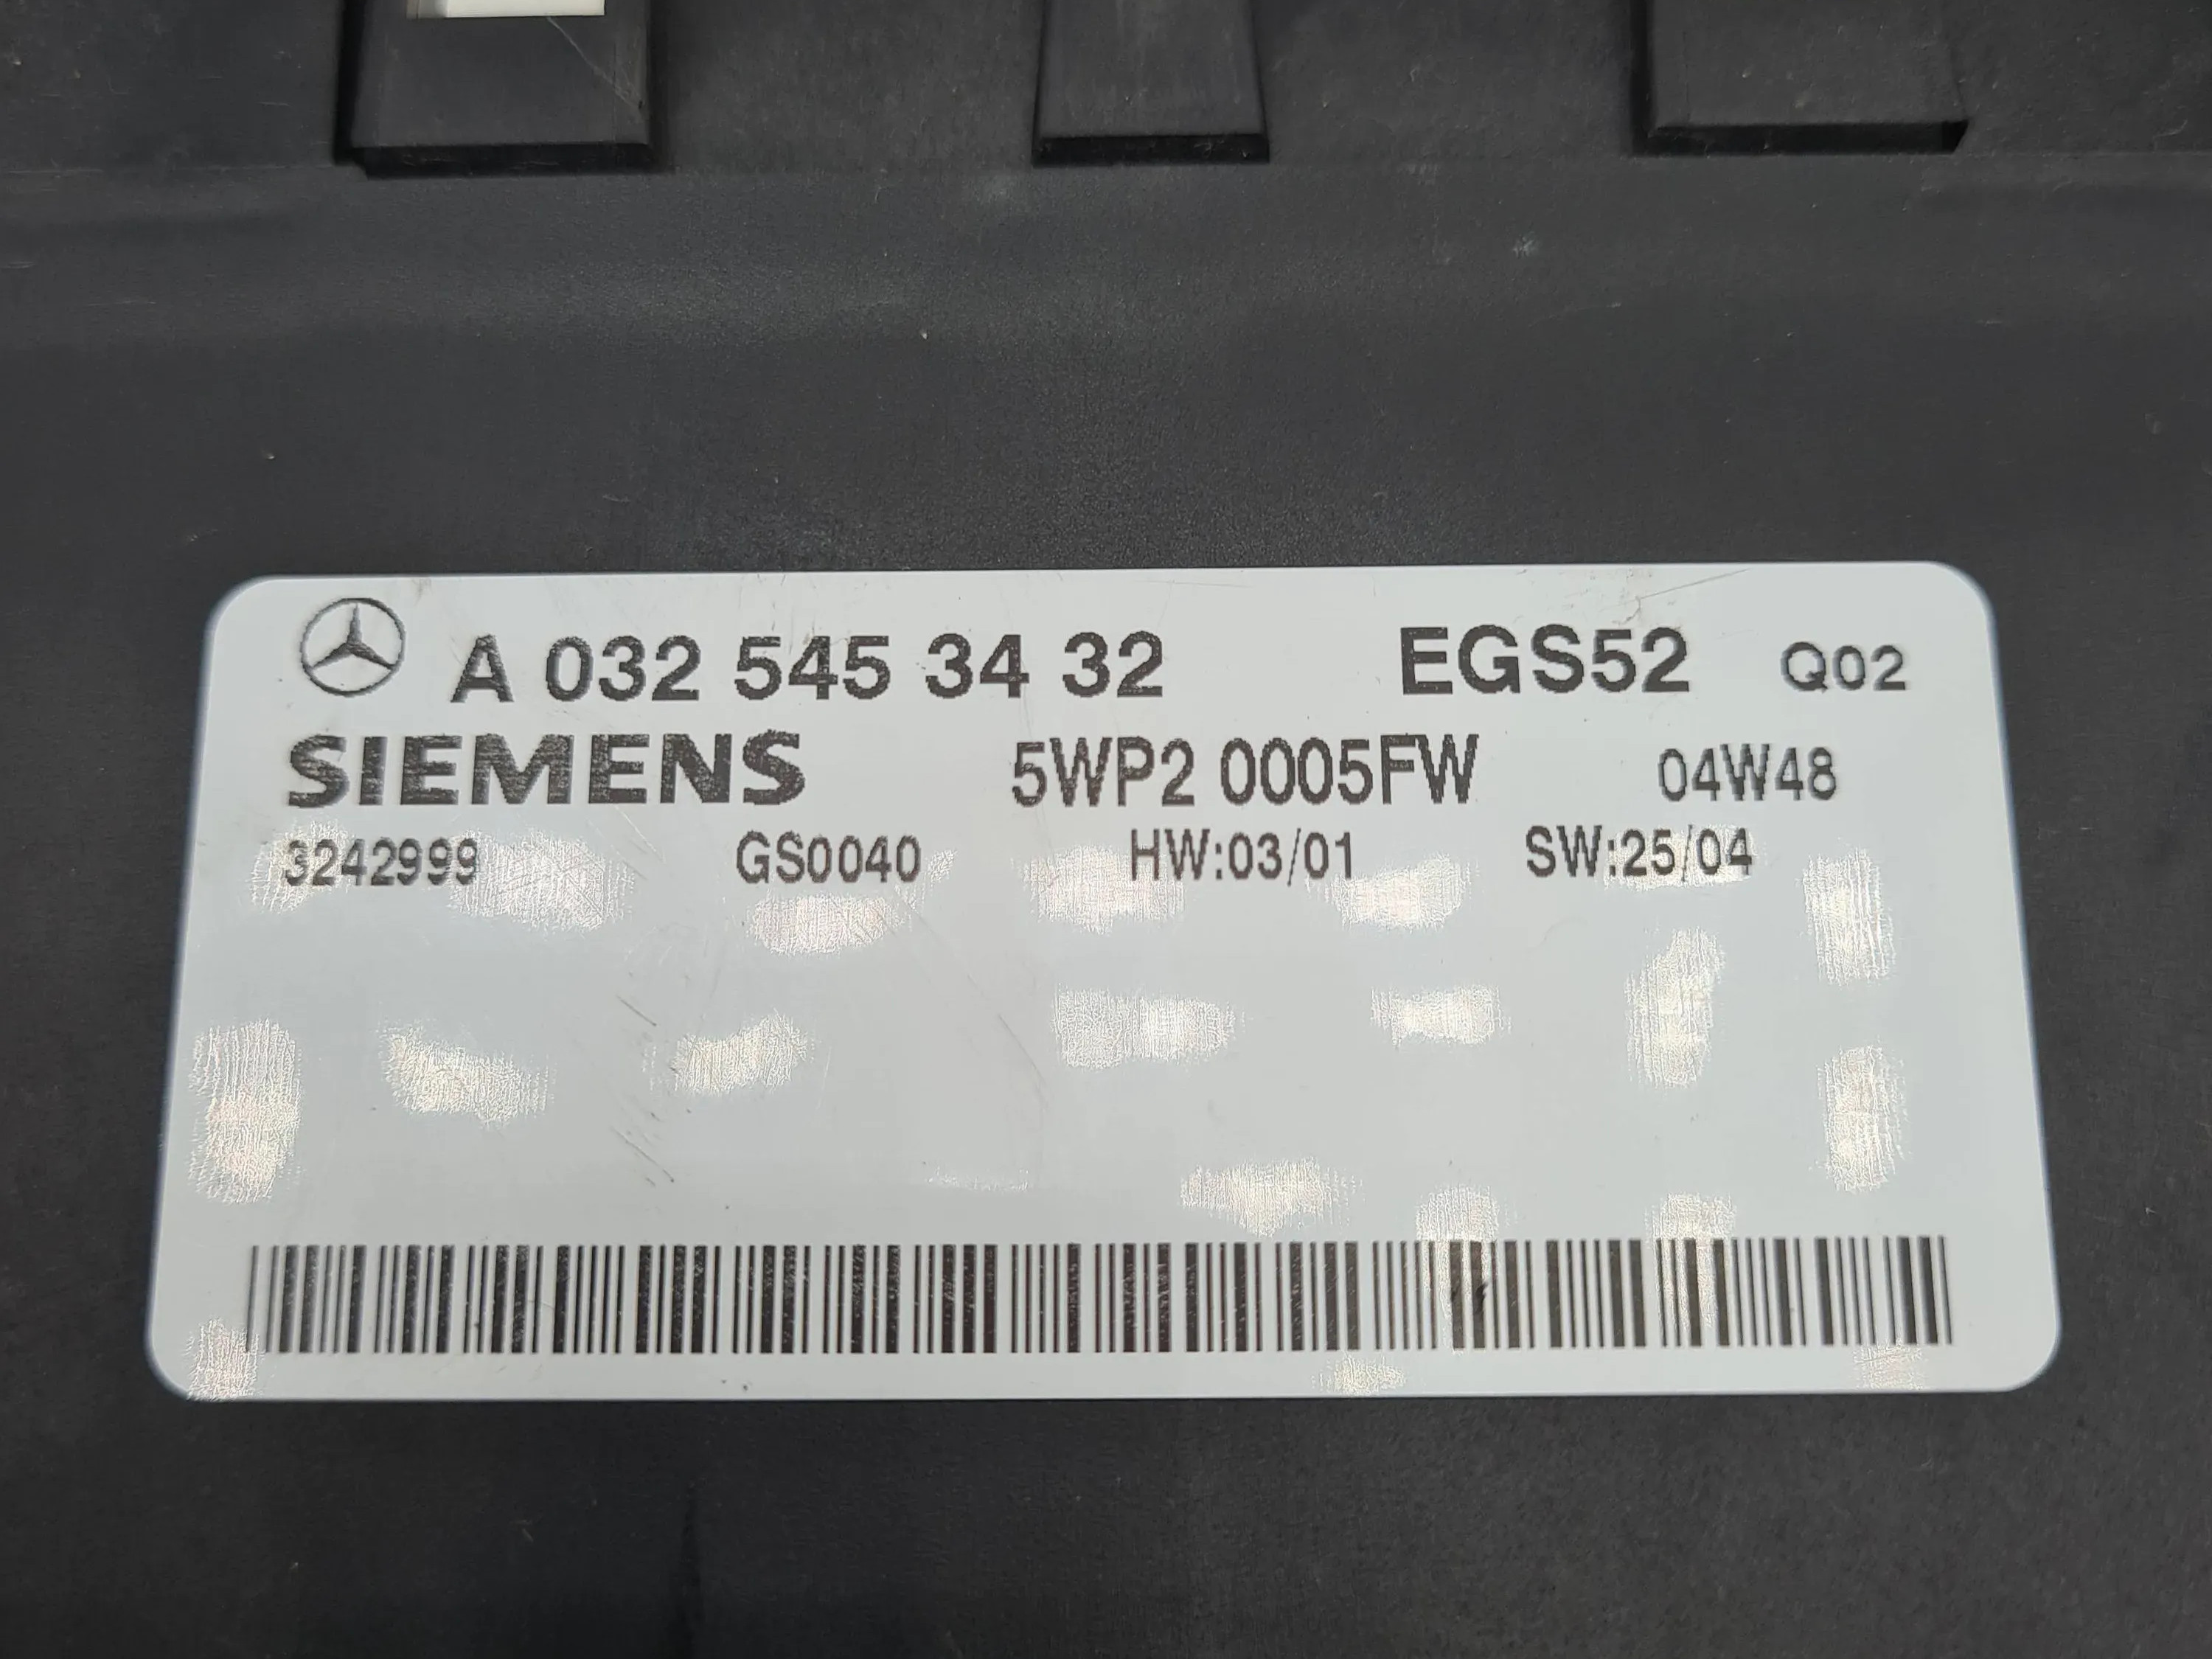 A 032 545 34 32 EGS52 Q02
SIEMENS 5WP2 0005FW 04W48
3242999 GS0040 HW:03/01 SW:25/04